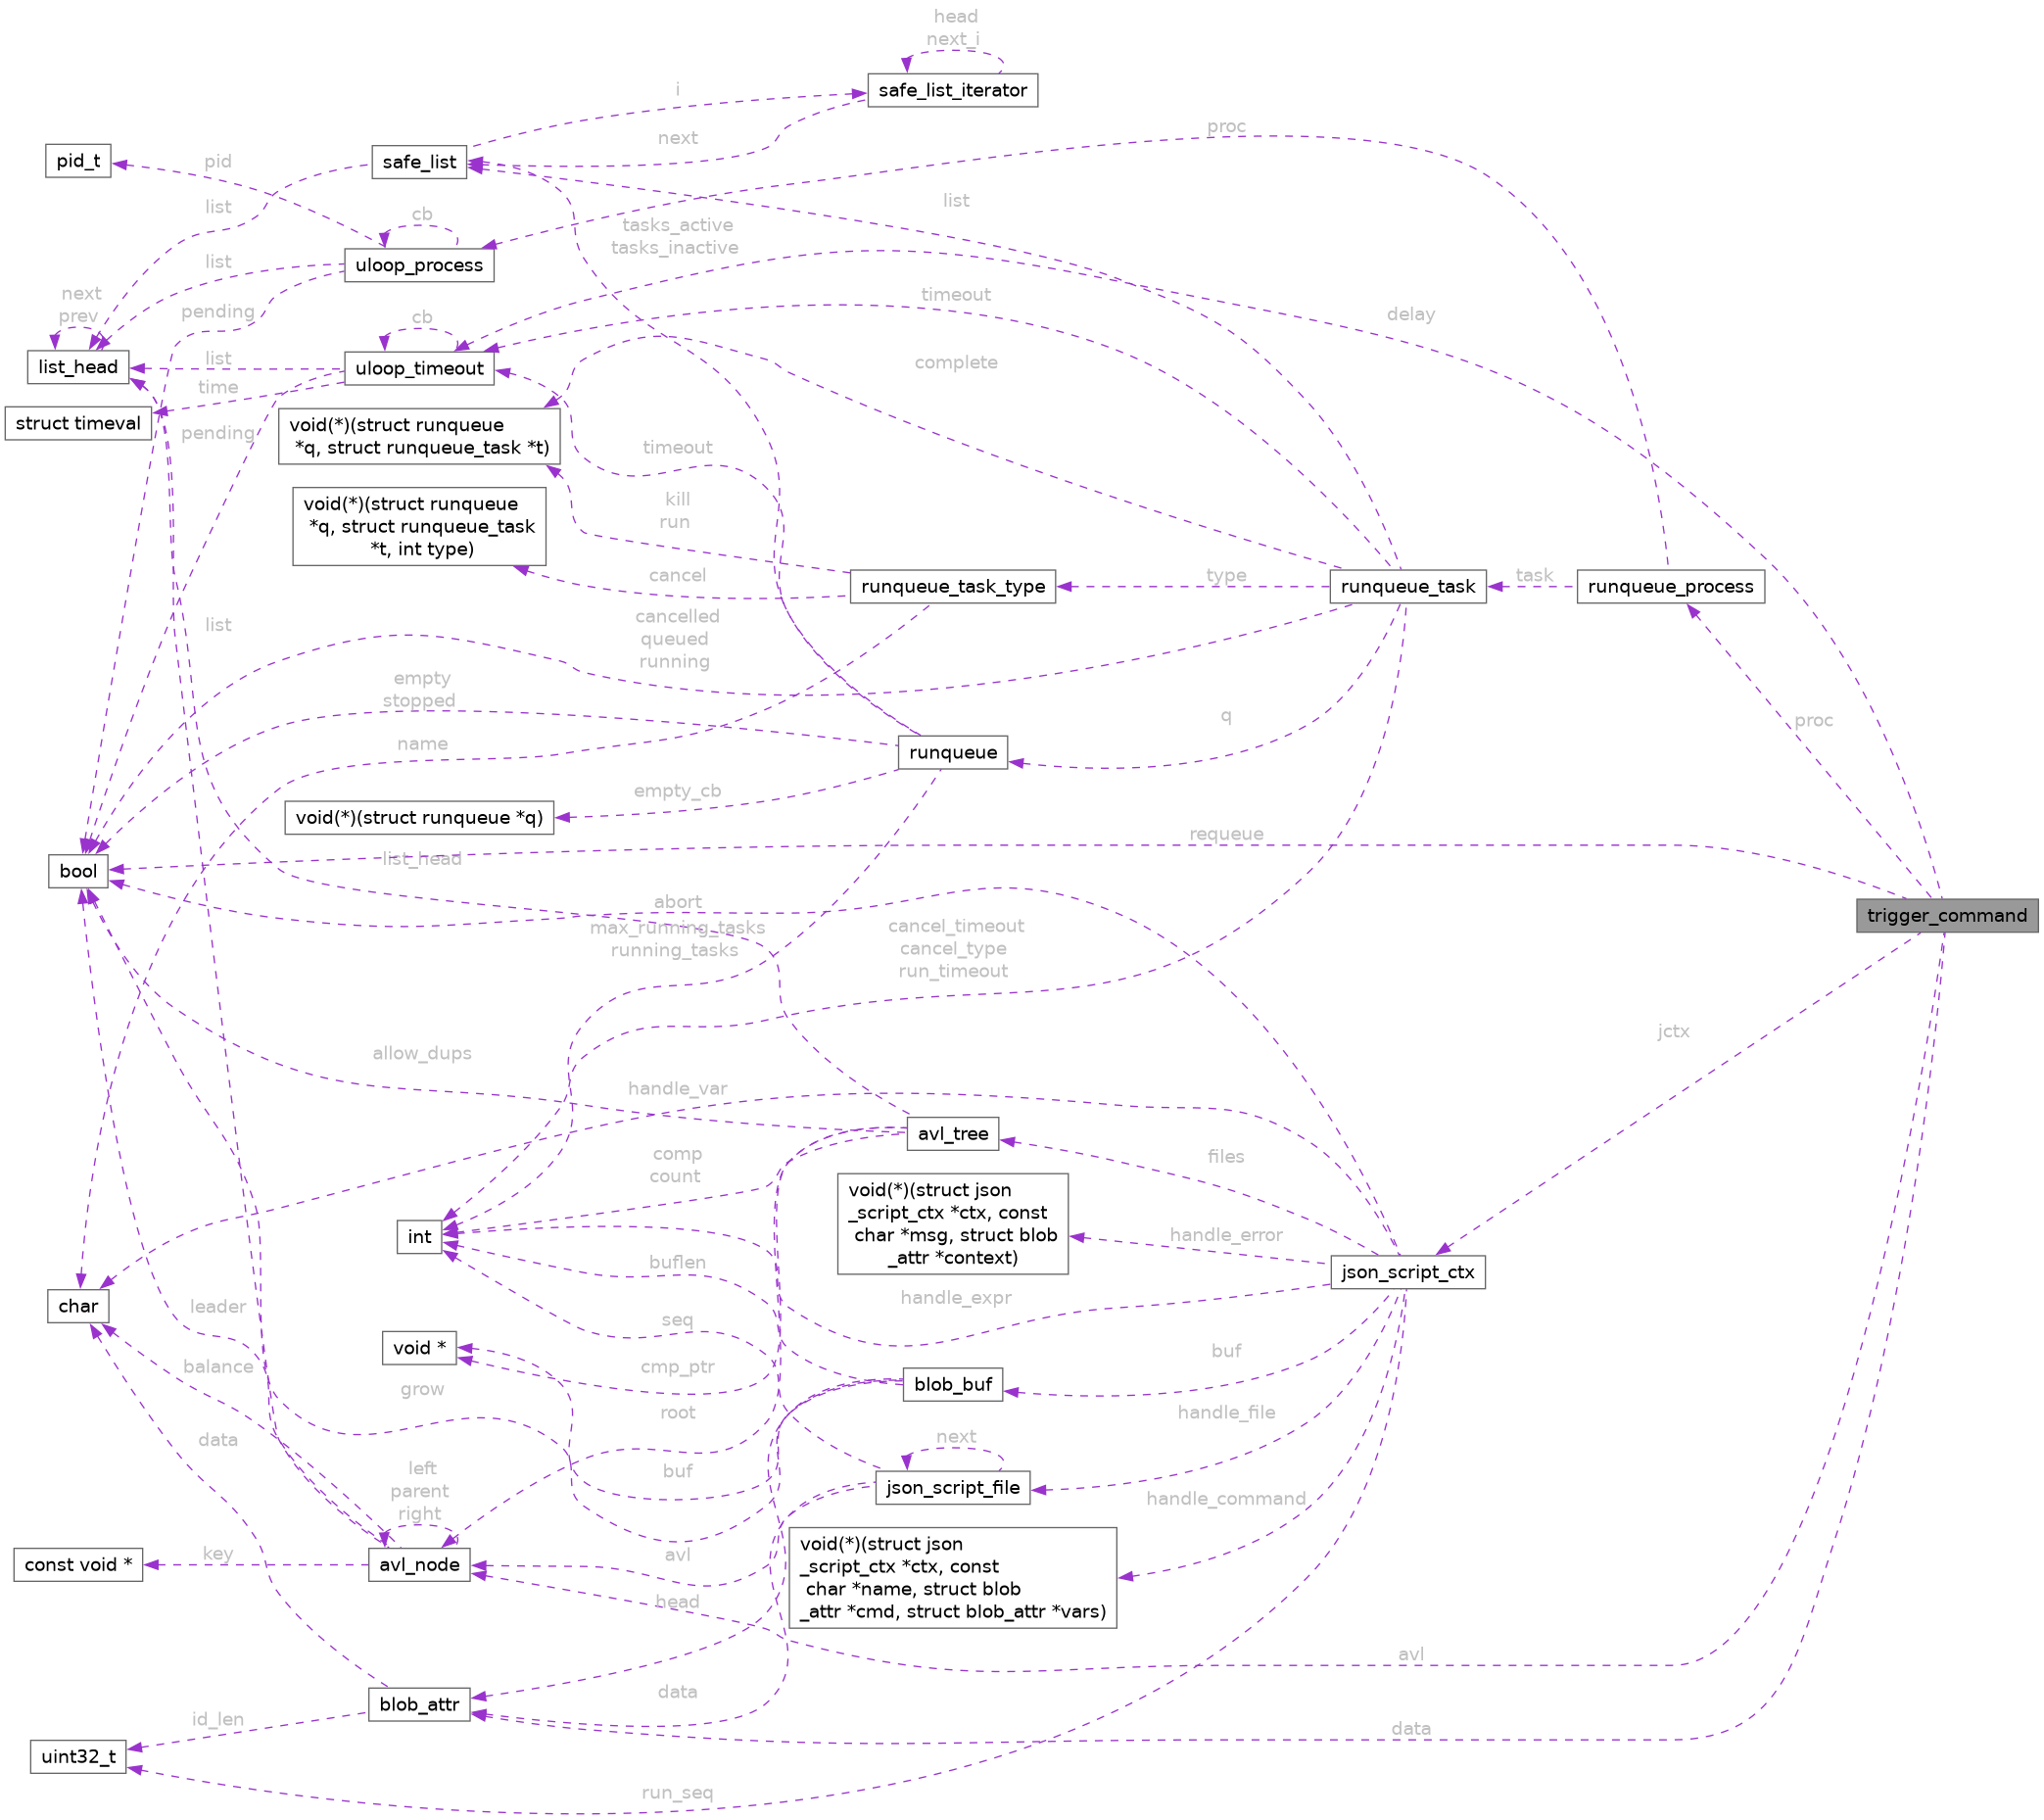 head
next_i
safe_list_iterator
i
next
proc
pid_t
pid
safe_list
list
cb
uloop_process
list
list
tasks_active
tasks_inactive
timeout
delay
next
prev
pending
cb
list_head
list
uloop_timeout
complete
time
struct timeval
pending
void(*)(struct runqueue
*q, struct runqueue_task *t)
timeout
void(*)(struct runqueue
*q, struct runqueue_task
*t, int type)
kill
run
cancel
runqueue_task_type
type
runqueue_task
task
runqueue_process
list
cancelled
queued
running
empty
stopped
q
proc
name
runqueue
empty_cb
void(*)(struct runqueue *q)
requeue
bool
list_head
abort
trigger_command
max_running_tasks
running_tasks
cancel_timeout
cancel_type
run_timeout
jctx
allow_dups
handle_var
avl_tree
comp
count
files
void(*)(struct json
_script_ctx *ctx, const
char *msg, struct blob
_attr *context)
handle_error
int
buflen
json_script_ctx
char
leader
seq
handle_expr
void *
cmp_ptr
buf
balance
grow
root
blob_buf
handle_file
data
left
parent
right
buf
next
json_script_file
handle_command
void(*)(struct json
_script_ctx *ctx, const
char *name, struct blob
_attr *cmd, struct blob_attr *vars)
const void *
key
avl_node
avl
head
avl
blob_attr
data
id_len
data
uint32_t
run_seq